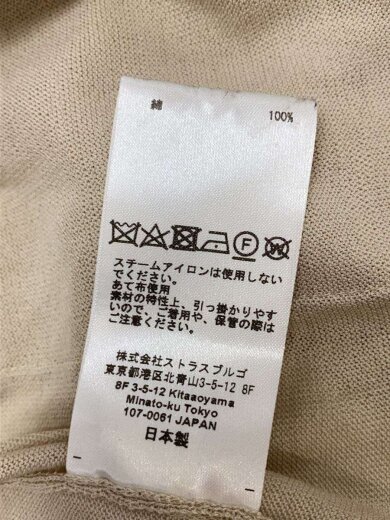 綿 100%
F W
スチームアイロンは使用しない
でください。
あて布使用
素材の特性上、引っ掛かりやす
いので、ご着用や、保管の際は
ご注意ください。
株式会社ストラスブルゴ
東京都港区北青山3-5-12 8F
8F 3-5-12 Kitaaoyama
Minato-ku Tokyo
107-0061 JAPAN
日本製